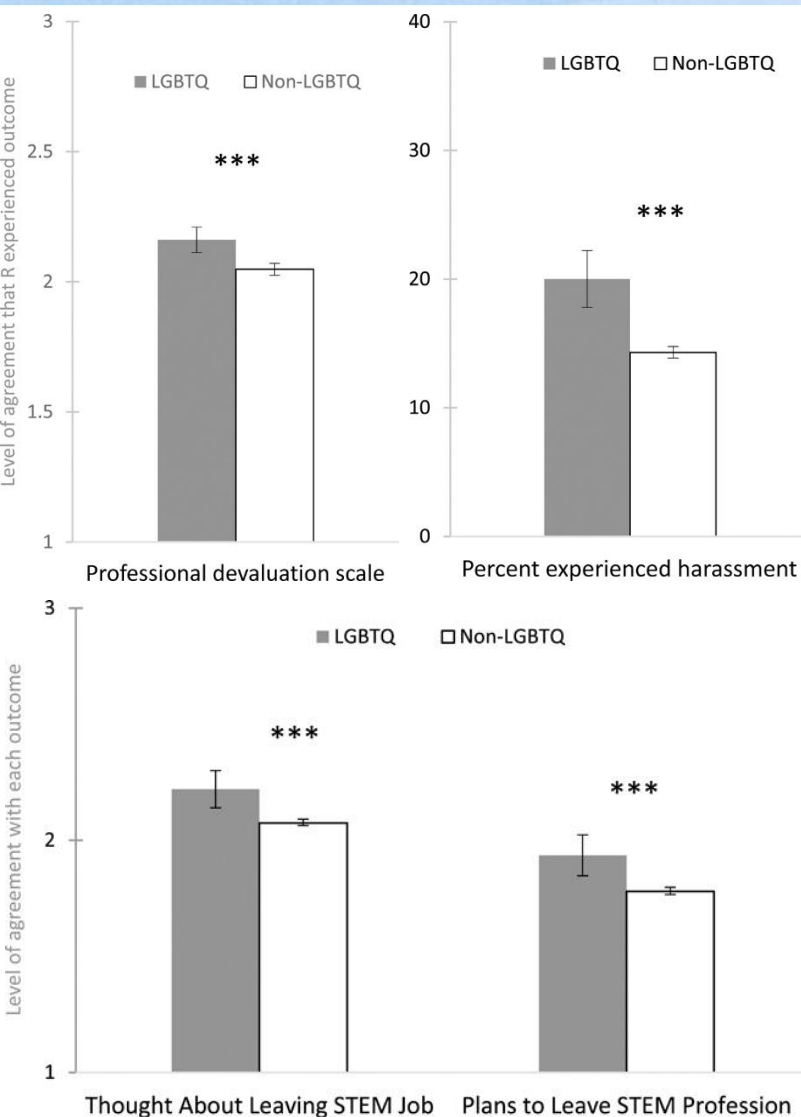 3
2.5
2
1.5
1
Level of agreement that R experienced outcome
LGBTQ Non-LGBTQ
***
Professional devaluation scale
40
30
20
10
0
LGBTQ Non-LGBTQ
***
Percent experienced harassment
3
2
1
Level of agreement with each outcome
LGBTQ Non-LGBTQ
***
***
Thought About Leaving STEM Job
Plans to Leave STEM Profession